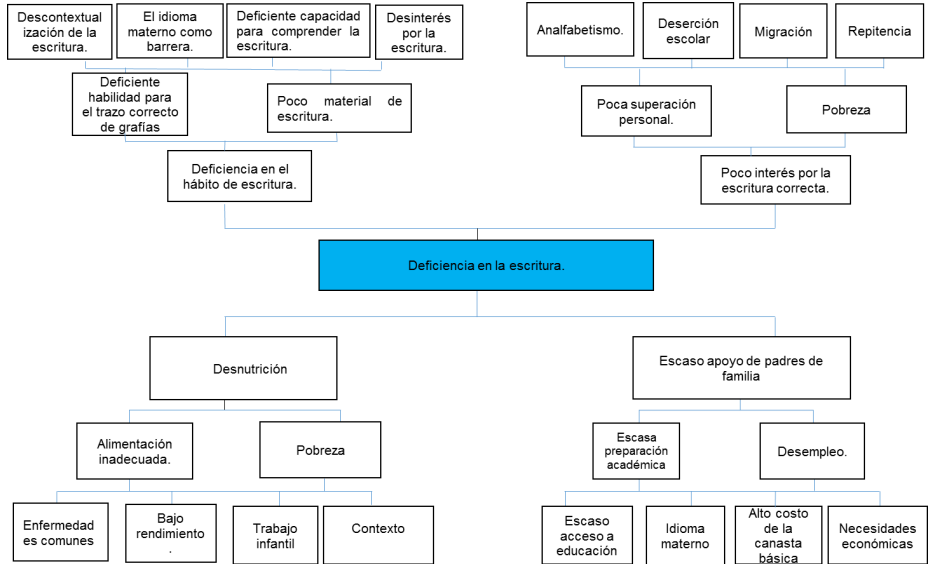 Descontextual
ización de la
escritura.
El idioma
materno como
barrera.
Deficiente capacidad
para comprender la
escritura.
Desinterés
por la
escritura.
Analfabetismo.
Deserción
escolar
Migración
Repitencia
Deficiente
habilidad para
el trazo correcto
de grafías
Poco material de
escritura.
Poca superación
personal.
Pobreza
Deficiencia en el
hábito de escritura.
Poco interés por la
escritura correcta.
Deficiencia en la escritura.
Desnutrición
Escaso apoyo de padres de
familia
Alimentación
inadecuada.
Pobreza
Escasa
preparación
académica
Desempleo.
Enfermedad
es comunes
Bajo
rendimiento
.
Trabajo
infantil
Contexto
Escaso
acceso a
educación
Idioma
materno
Alto costo
de la
canasta
básica
Necesidades
económicas